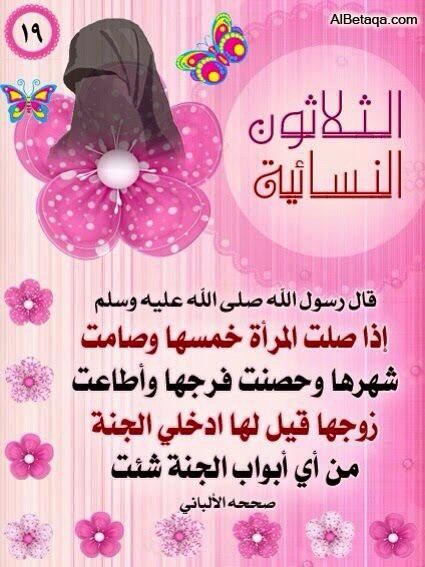 AlBetaqa.com
١٩
الثلاثون
النسائية
قال رسول الله صلى الله عليه وسلم
إذا صلت المرأة خمسها وصامت
شهرها وحصنت فرجها وأطاعت
زوجها قيل لها ادخلي الجنة
من أي أبواب الجنة شئت
صححه الألباني